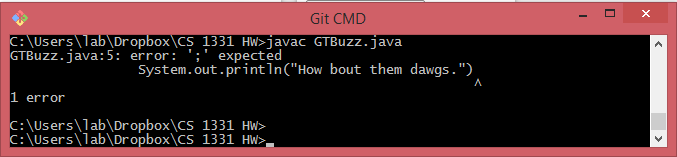 Git CMD
C:\Users\lab\Dropbox\CS 1331 HW>javac GTBuzz.java
GTBuzz.java:5: error: ';' expected
                System.out.println("How bout them dawgs.")
                                                          ^
1 error
C:\Users\lab\Dropbox\CS 1331 HW>
C:\Users\lab\Dropbox\CS 1331 HW>